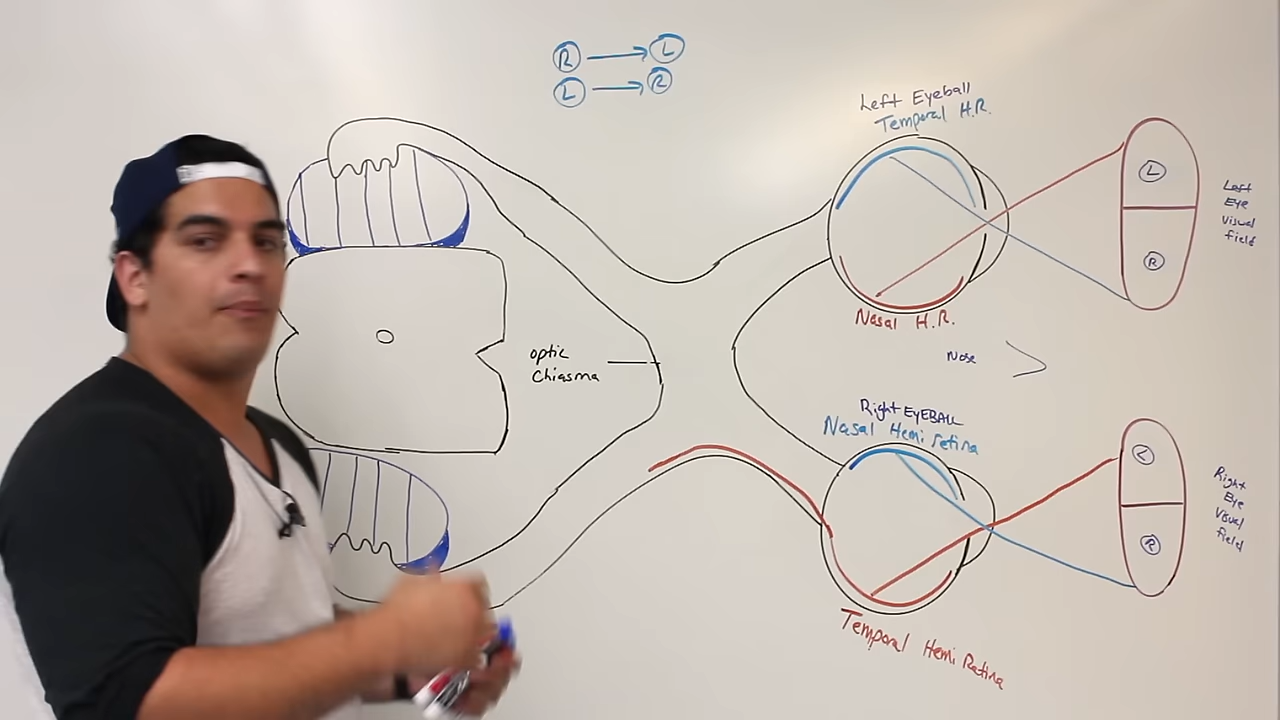 R → L
L → R
Left Eyeball
Temporal H.R.
L
R
Left
Eye
Visual
field
Nasal H.R.
optic
Chiasma
Nose
Right EYEBALL
Nasal Hemi retina
L
R
Right
Eye
Visual
field
Temporal Hemi Retina